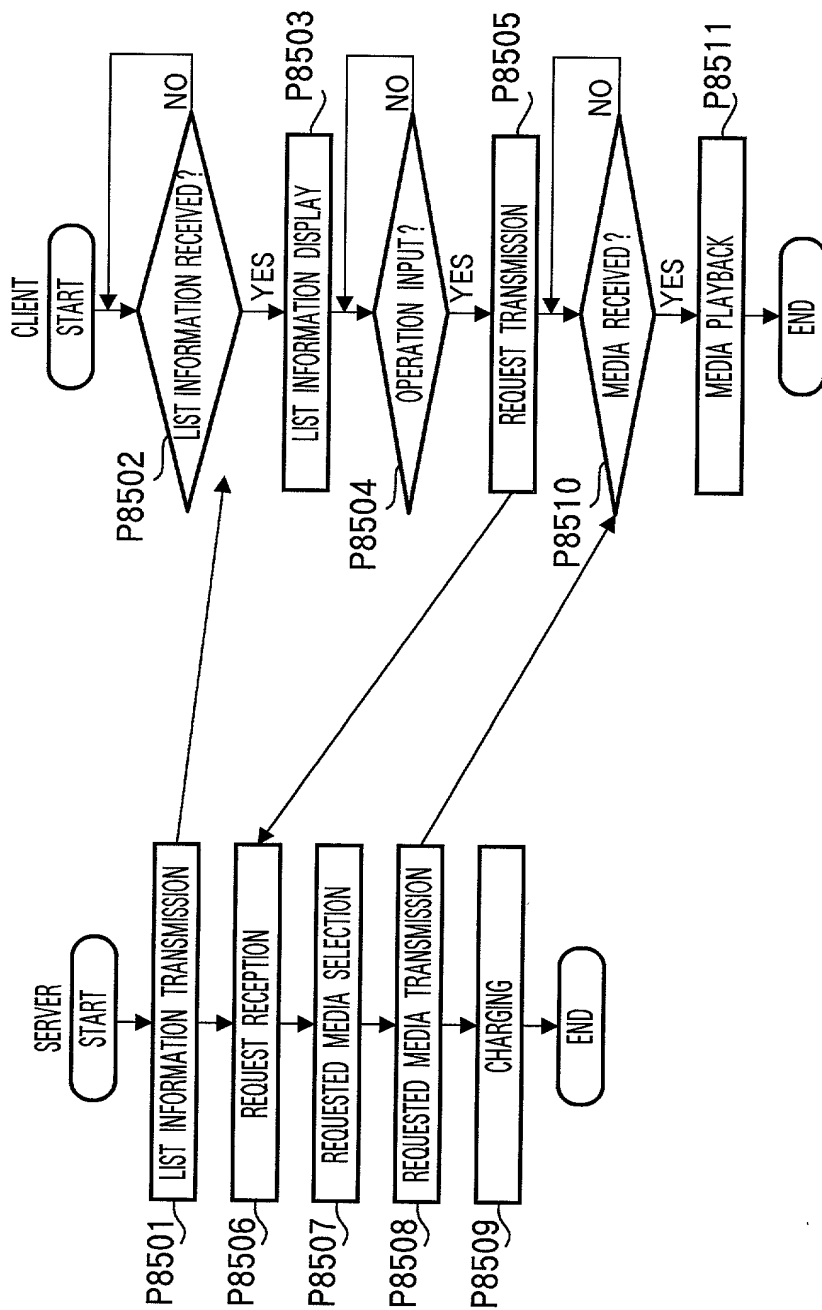 SERVER
START
P8501
LIST INFORMATION TRANSMISSION
P8506
REQUEST RECEPTION
P8507
REQUESTED MEDIA SELECTION
P8508
REQUESTED MEDIA TRANSMISSION
P8509
CHARGING
END
CLIENT
START
P8502
LIST INFORMATION RECEIVED?
NO
YES
P8503
LIST INFORMATION DISPLAY
P8504
OPERATION INPUT?
NO
YES
P8505
REQUEST TRANSMISSION
P8510
MEDIA RECEIVED?
NO
YES
P8511
MEDIA PLAYBACK
END